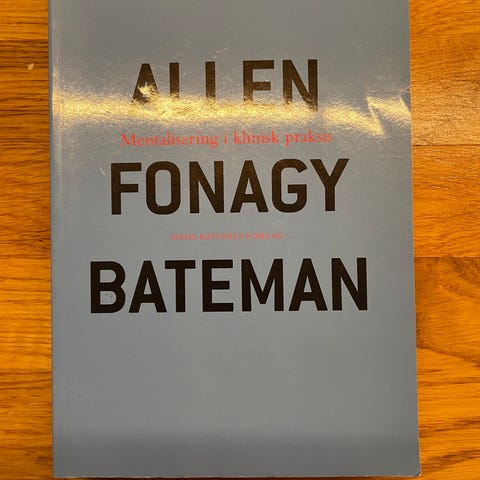 ALLEN
Mentalisering i klinisk praksis
FONAGY
HANS REITZELS FORLAG
BATEMAN